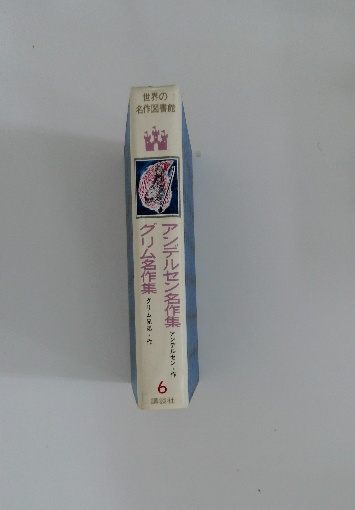 世界の
名作図書館
アンデルセン名作集 アンデルセン・作
グリム名作集 グリム兄弟・作
6
講談社